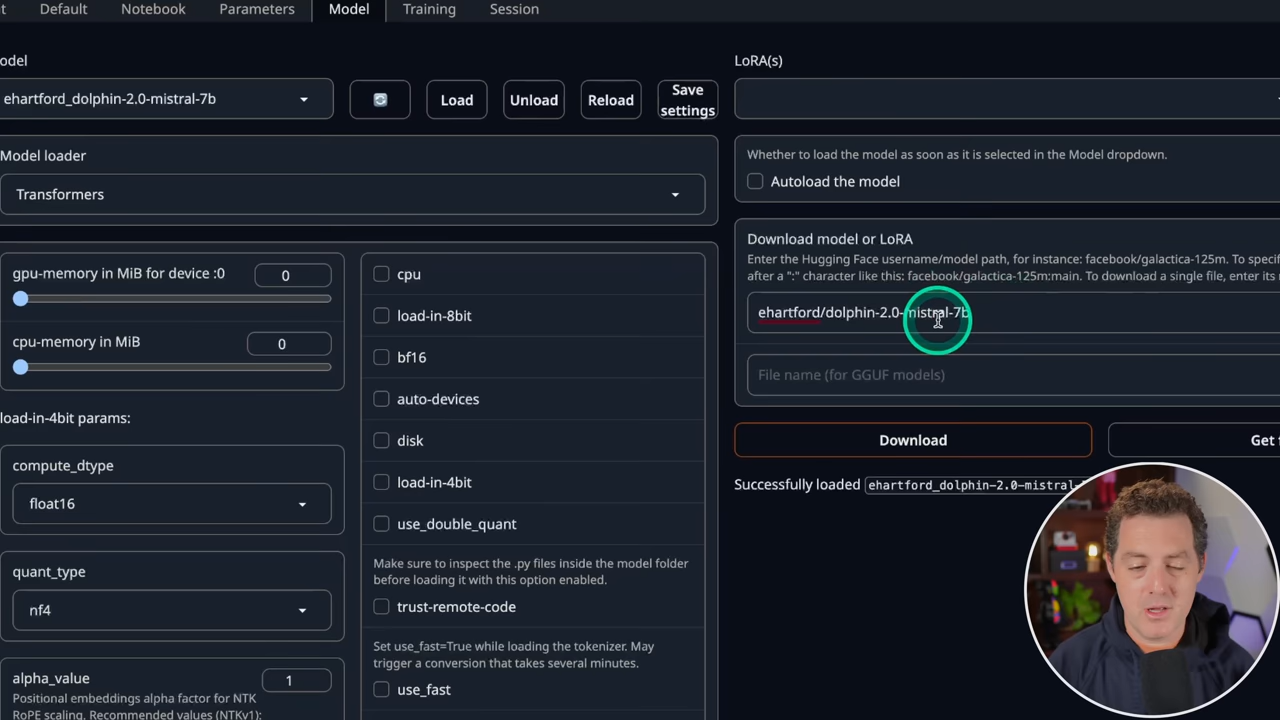 Default Notebook Parameters Model Training Session
ehartford_dolphin-2.0-mistral-7b
Load Unload Reload Save settings
Model loader
Transformers
gpu-memory in MiB for device :0 0
cpu-memory in MiB 0
load-in-4bit params:
compute_dtype
float16
quant_type
nf4
alpha_value 1
Positional embeddings alpha factor for NTK
RoPE scaling. Recommended values (NTKv1):
cpu
load-in-8bit
bf16
auto-devices
disk
load-in-4bit
use_double_quant
Make sure to inspect the .py files inside the model folder
before loading it with this option enabled.
trust-remote-code
Set use_fast=True while loading the tokenizer. May
trigger a conversion that takes several minutes.
use_fast
LoRA(s)
Whether to load the model as soon as it is selected in the Model dropdown.
Autoload the model
Download model or LoRA
Enter the Hugging Face username/model path, for instance: facebook/galactica-125m. To
after a ":" character like this: facebook/galactica-125m:main. To download a single file, enter its
ehartford/dolphin-2.0-mistral-7b
File name (for GGUF models)
Download Get
Successfully loaded